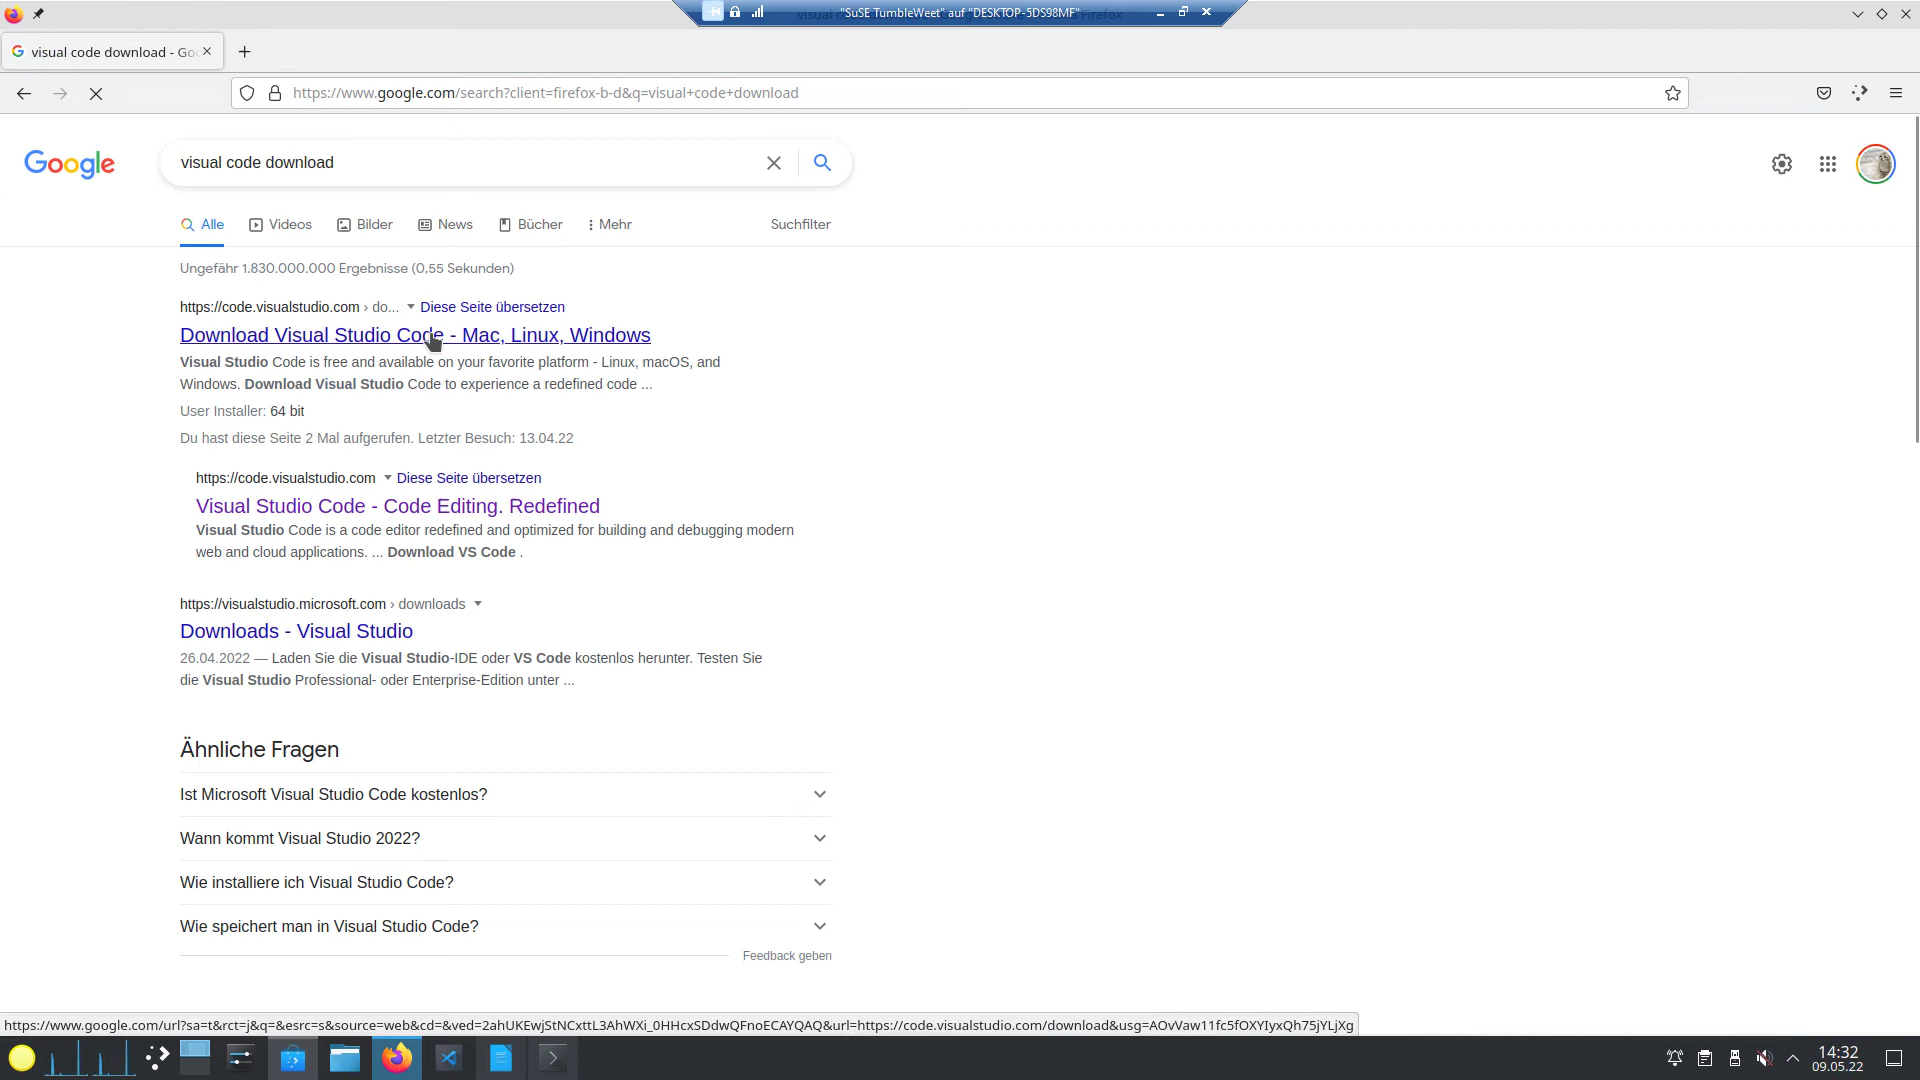 "SuSE TumbleWeet" auf "DESKTOP-5DS98MF"
visual code download - Goo
https://www.google.com/search?client=firefox-b-d&q=visual+code+download
Google
visual code download
Alle Videos Bilder News Bücher Mehr Suchfilter
Ungefähr 1.830.000.000 Ergebnisse (0,55 Sekunden)
https://code.visualstudio.com › do... Diese Seite übersetzen
Download Visual Studio Code - Mac, Linux, Windows
Visual Studio Code is free and available on your favorite platform - Linux, macOS, and
Windows. Download Visual Studio Code to experience a redefined code ...
User Installer: 64 bit
Du hast diese Seite 2 Mal aufgerufen. Letzter Besuch: 13.04.22
https://code.visualstudio.com Diese Seite übersetzen
Visual Studio Code - Code Editing. Redefined
Visual Studio Code is a code editor redefined and optimized for building and debugging modern
web and cloud applications. ... Download VS Code .
https://visualstudio.microsoft.com › downloads
Downloads - Visual Studio
26.04.2022 — Laden Sie die Visual Studio-IDE oder VS Code kostenlos herunter. Testen Sie
die Visual Studio Professional- oder Enterprise-Edition unter ...
Ähnliche Fragen
Ist Microsoft Visual Studio Code kostenlos?
Wann kommt Visual Studio 2022?
Wie installiere ich Visual Studio Code?
Wie speichert man in Visual Studio Code?
Feedback geben
https://www.google.com/url?sa=t&rct=j&q=&esrc=s&source=web&cd=&ved=2ahUKEwjStNCxttL3AhWXi_0HHcxSDdwQFnoECAYQAQ&url=https://code.visualstudio.com/download&usg=AOvVaw11fc5fOXYIyxQh75jYLjXg
14:32
09.05.22